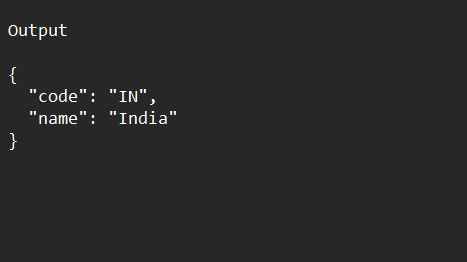 Output
{
  "code": "IN",
  "name": "India"
}